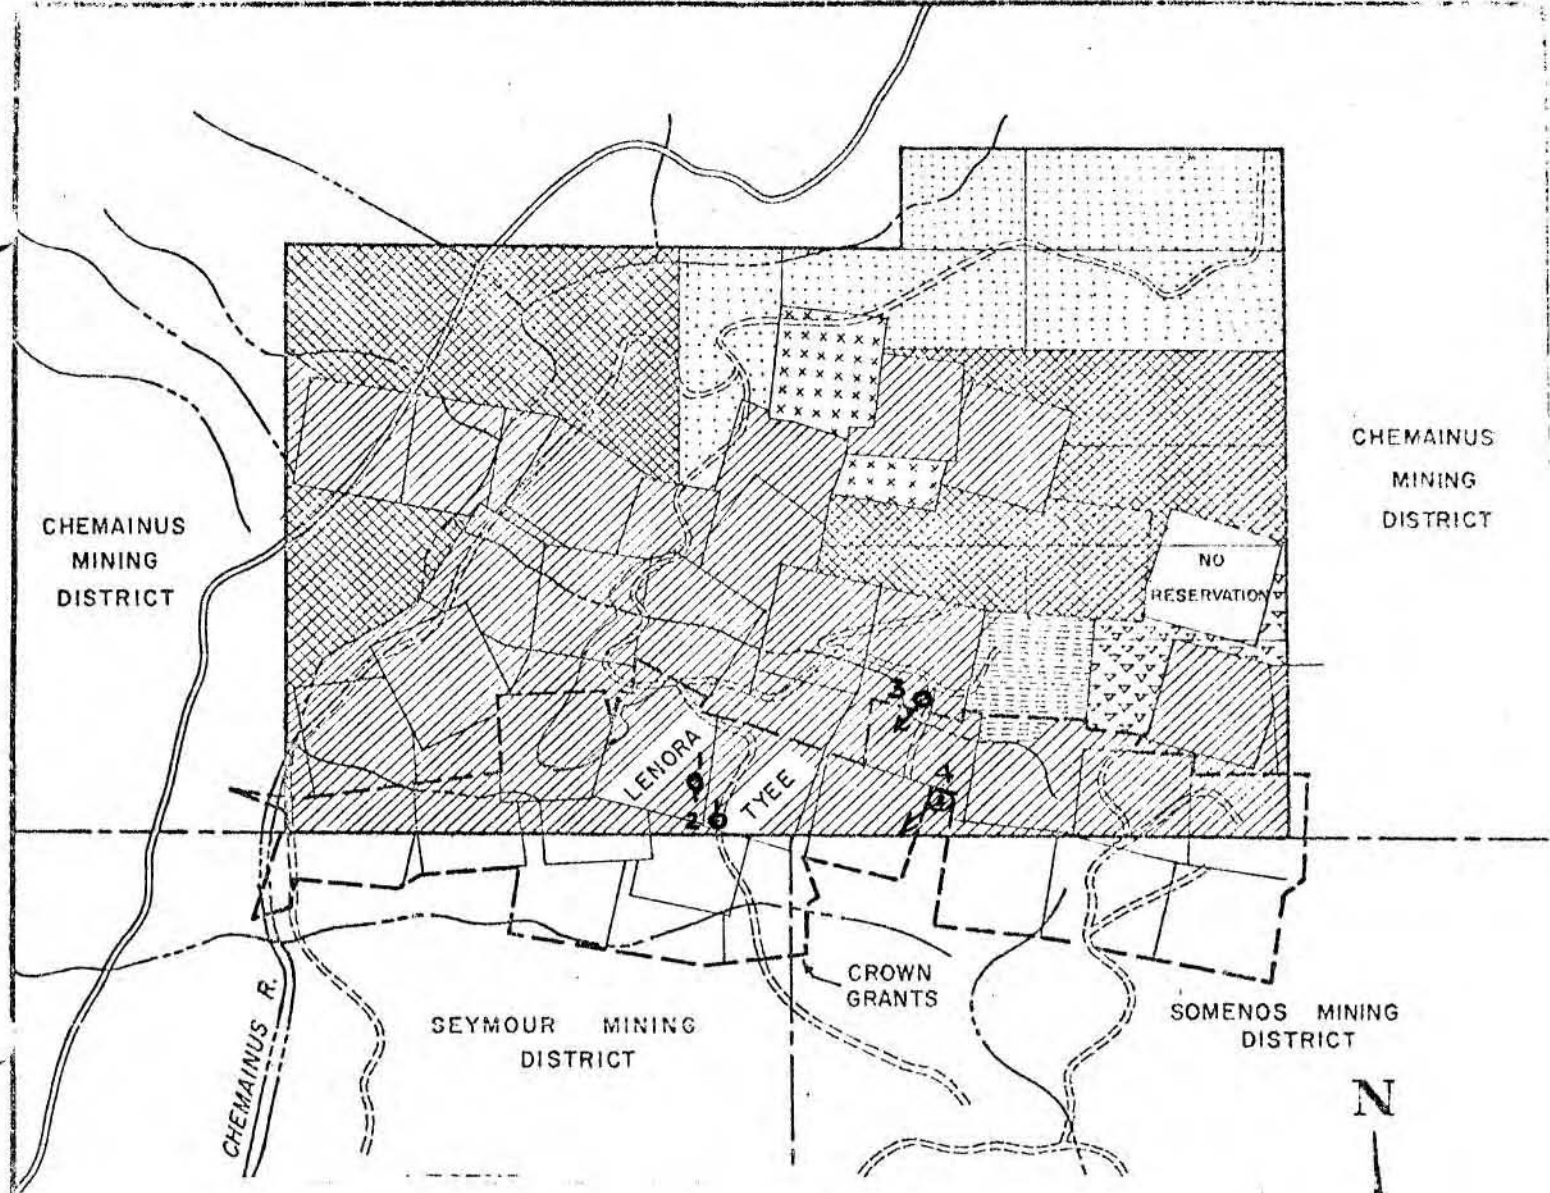 CHEMAINUS
MINING
DISTRICT
CHEMAINUS
MINING
DISTRICT
NO
RESERVATION
3
LENORA
1
TYEE
4
2
CROWN
GRANTS
SEYMOUR MINING
DISTRICT
SOMENOS MINING
DISTRICT
CHEMAINUS R.
N